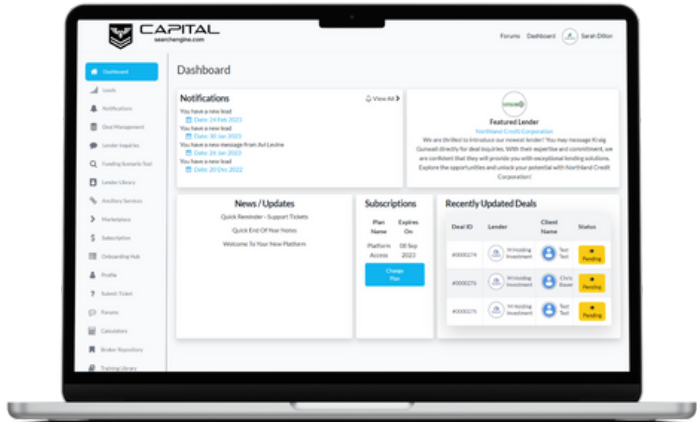 CAPITAL
searchengine.com
Forums Dashboard Sarah Dillon
Dashboard
Leads
Notifications
Deal Management
Lender Inquiries
Funding Scenario Tool
Lender Library
Ancillary Services
Marketplace
Subscription
Onboarding Hub
Profile
Submit Ticket
Forums
Calculators
Broker Repository
Training Library
Dashboard
Notifications
View All
You have a new lead
Date: 24 Feb 2023
You have a new lead
Date: 30 Jan 2023
You have a new message from Avi Levine
Date: 26 Jan 2023
You have a new lead
Date: 20 Dec 2022
Featured Lender
Northland Credit Corporation
We are thrilled to introduce our newest lender! You may message Kraig
Gunwall directly for deal inquiries. With their expertise and commitment, we
are confident that they will provide you with exceptional lending solutions.
Explore the opportunities and unlock your potential with Northland Credit
Corporation!
News / Updates
Quick Reminder - Support Tickets
Quick End Of Year Notes
Welcome To Your New Platform
Subscriptions
Plan Name Expires On
Platform Access 08 Sep 2023
Change Plan
Recently Updated Deals
Deal ID Lender Client Name Status
#0000274 Investment Test Test Pending
#0000276 Investment Chris Bauer Pending
#0000275 Investment Test Test Pending